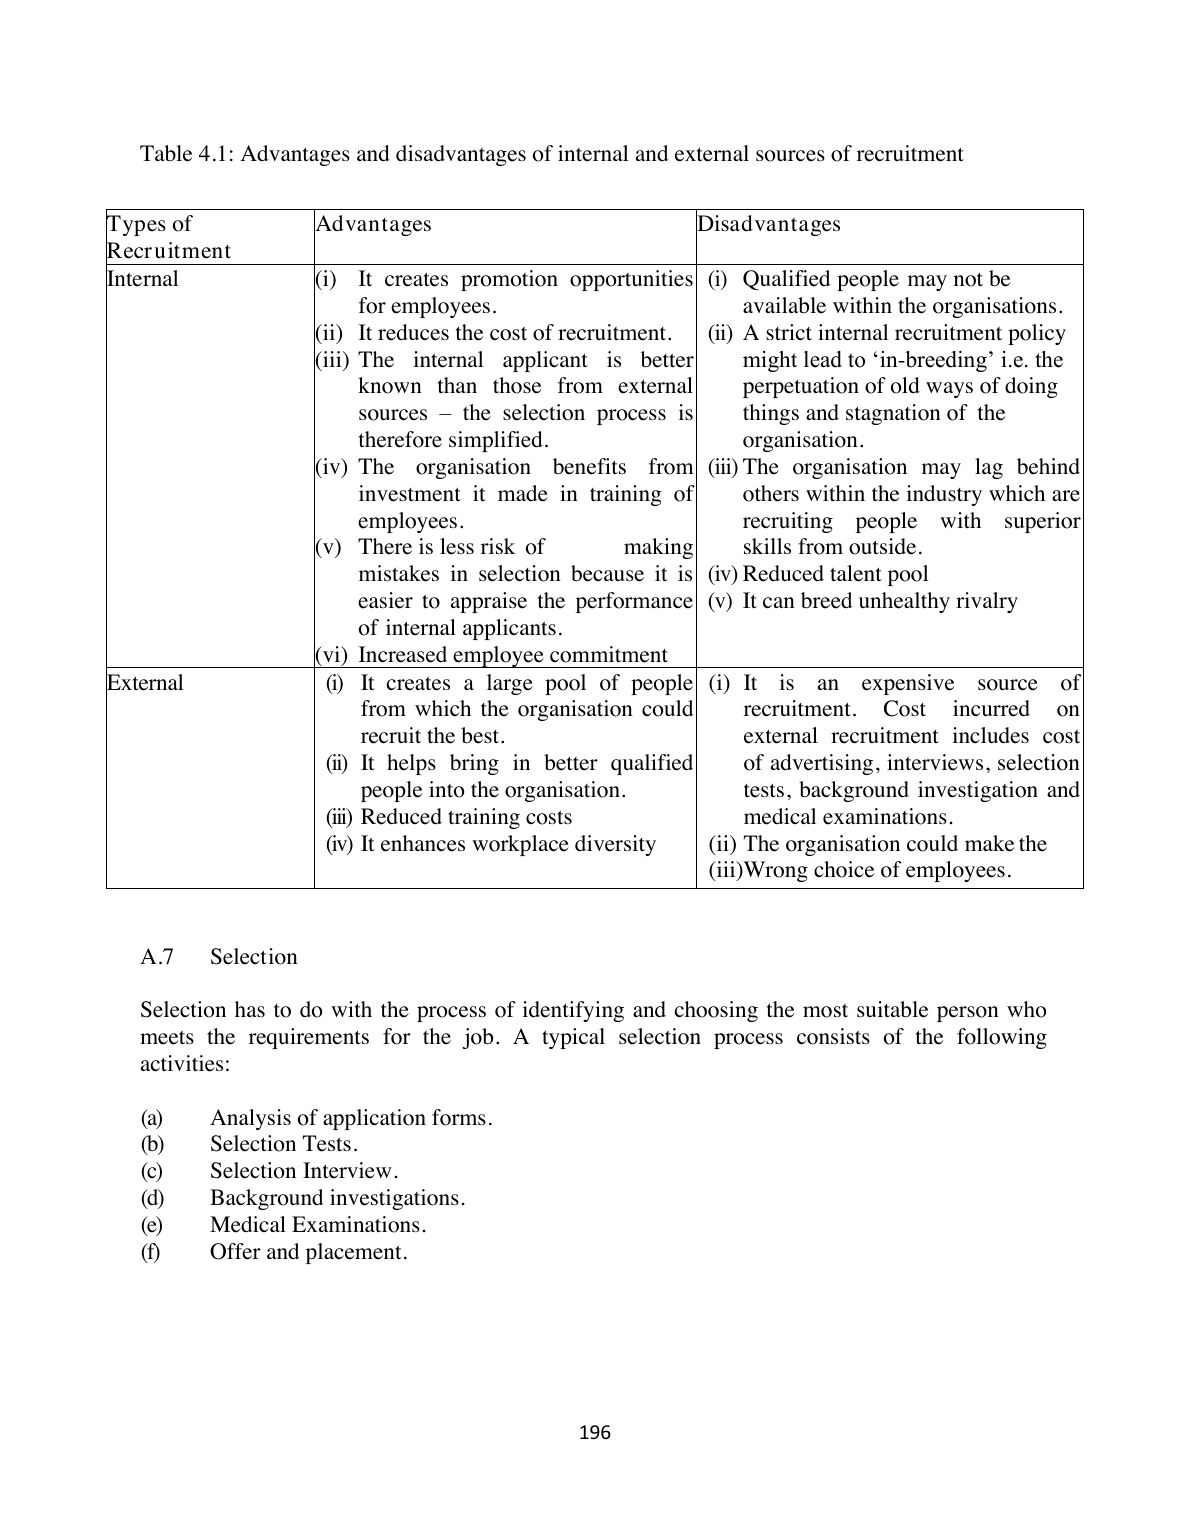 Table 4.1: Advantages and disadvantages of internal and external sources of recruitment
Types of
Recruitment
Advantages
Disadvantages
Internal
(i) It creates promotion opportunities
for employees.
(ii) It reduces the cost of recruitment.
(iii) The internal applicant is better
known than those from external
sources – the selection process is
therefore simplified.
(iv) The organisation benefits from
investment it made in training of
employees.
(v) There is less risk of making
mistakes in selection because it is
easier to appraise the performance
of internal applicants.
(vi) Increased employee commitment
(i) Qualified people may not be
available within the organisations.
(ii) A strict internal recruitment policy
might lead to ‘in-breeding’ i.e. the
perpetuation of old ways of doing
things and stagnation of the
organisation.
(iii) The organisation may lag behind
others within the industry which are
recruiting people with superior
skills from outside.
(iv) Reduced talent pool
(v) It can breed unhealthy rivalry
External
(i) It creates a large pool of people
from which the organisation could
recruit the best.
(ii) It helps bring in better qualified
people into the organisation.
(iii) Reduced training costs
(iv) It enhances workplace diversity
(i) It is an expensive source of
recruitment. Cost incurred on
external recruitment includes cost
of advertising, interviews, selection
tests, background investigation and
medical examinations.
(ii) The organisation could make the
(iii)Wrong choice of employees.
A.7 Selection
Selection has to do with the process of identifying and choosing the most suitable person who
meets the requirements for the job. A typical selection process consists of the following
activities:
(a) Analysis of application forms.
(b) Selection Tests.
(c) Selection Interview.
(d) Background investigations.
(e) Medical Examinations.
(f) Offer and placement.
196